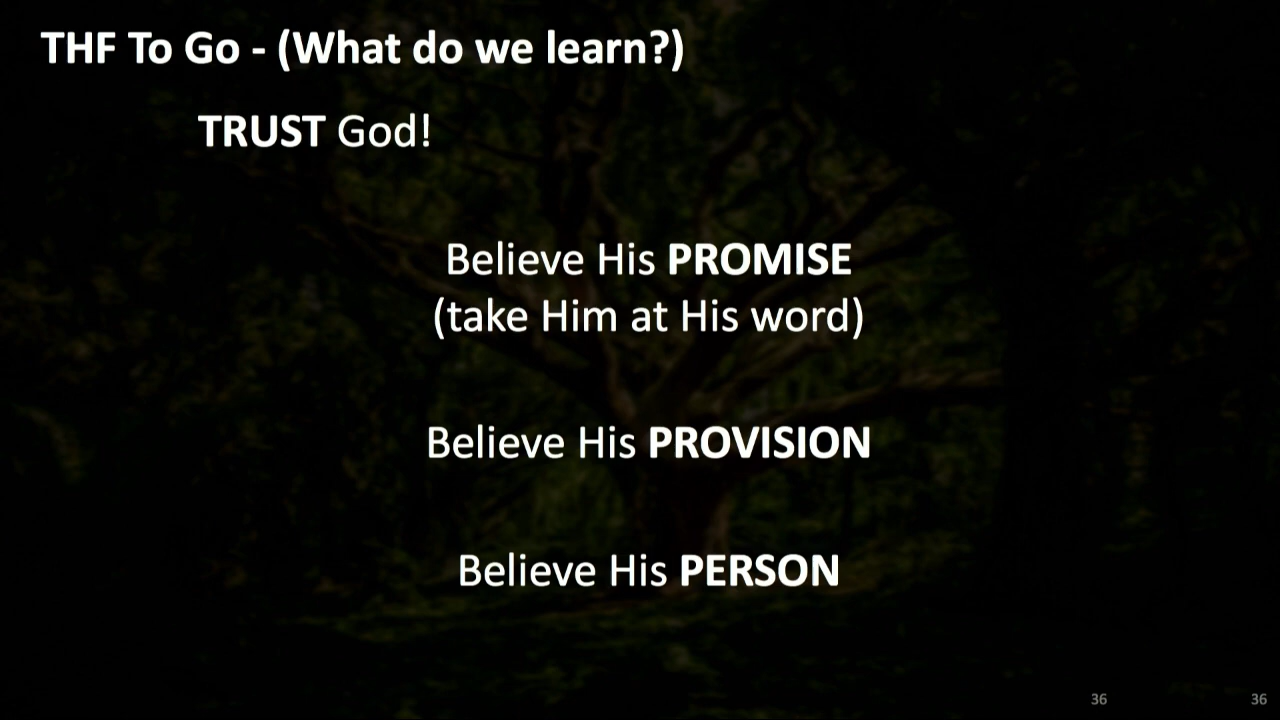 THF To Go - (What do we learn?)
TRUST God!
Believe His PROMISE
(take Him at His word)
Believe His PROVISION
Believe His PERSON
36
36